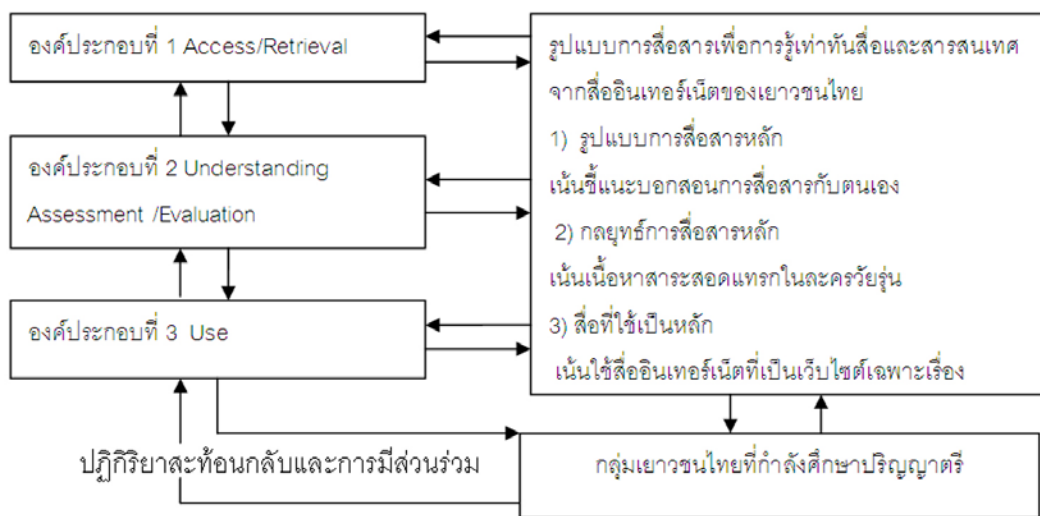 องค์ประกอบที่ 1 Access/Retrieval
องค์ประกอบที่ 2 Understanding
Assessment /Evaluation
องค์ประกอบที่ 3 Use
รูปแบบการสื่อสารเพื่อการรู้เท่าทันสื่อและสารสนเทศ
จากสื่ออินเทอร์เน็ตของเยาวชนไทย
1) รูปแบบการสื่อสารหลัก
เน้นชี้แนะบอกสอนการสื่อสารกับตนเอง
2) กลยุทธ์การสื่อสารหลัก
เน้นเนื้อหาสาระสอดแทรกในละครวัยรุ่น
3) สื่อที่ใช้เป็นหลัก
เน้นใช้สื่ออินเทอร์เน็ตที่เป็นเว็บไซต์เฉพาะเรื่อง
ปฏิกิริยาสะท้อนกลับและการมีส่วนร่วม
กลุ่มเยาวชนไทยที่กำลังศึกษาปริญญาตรี